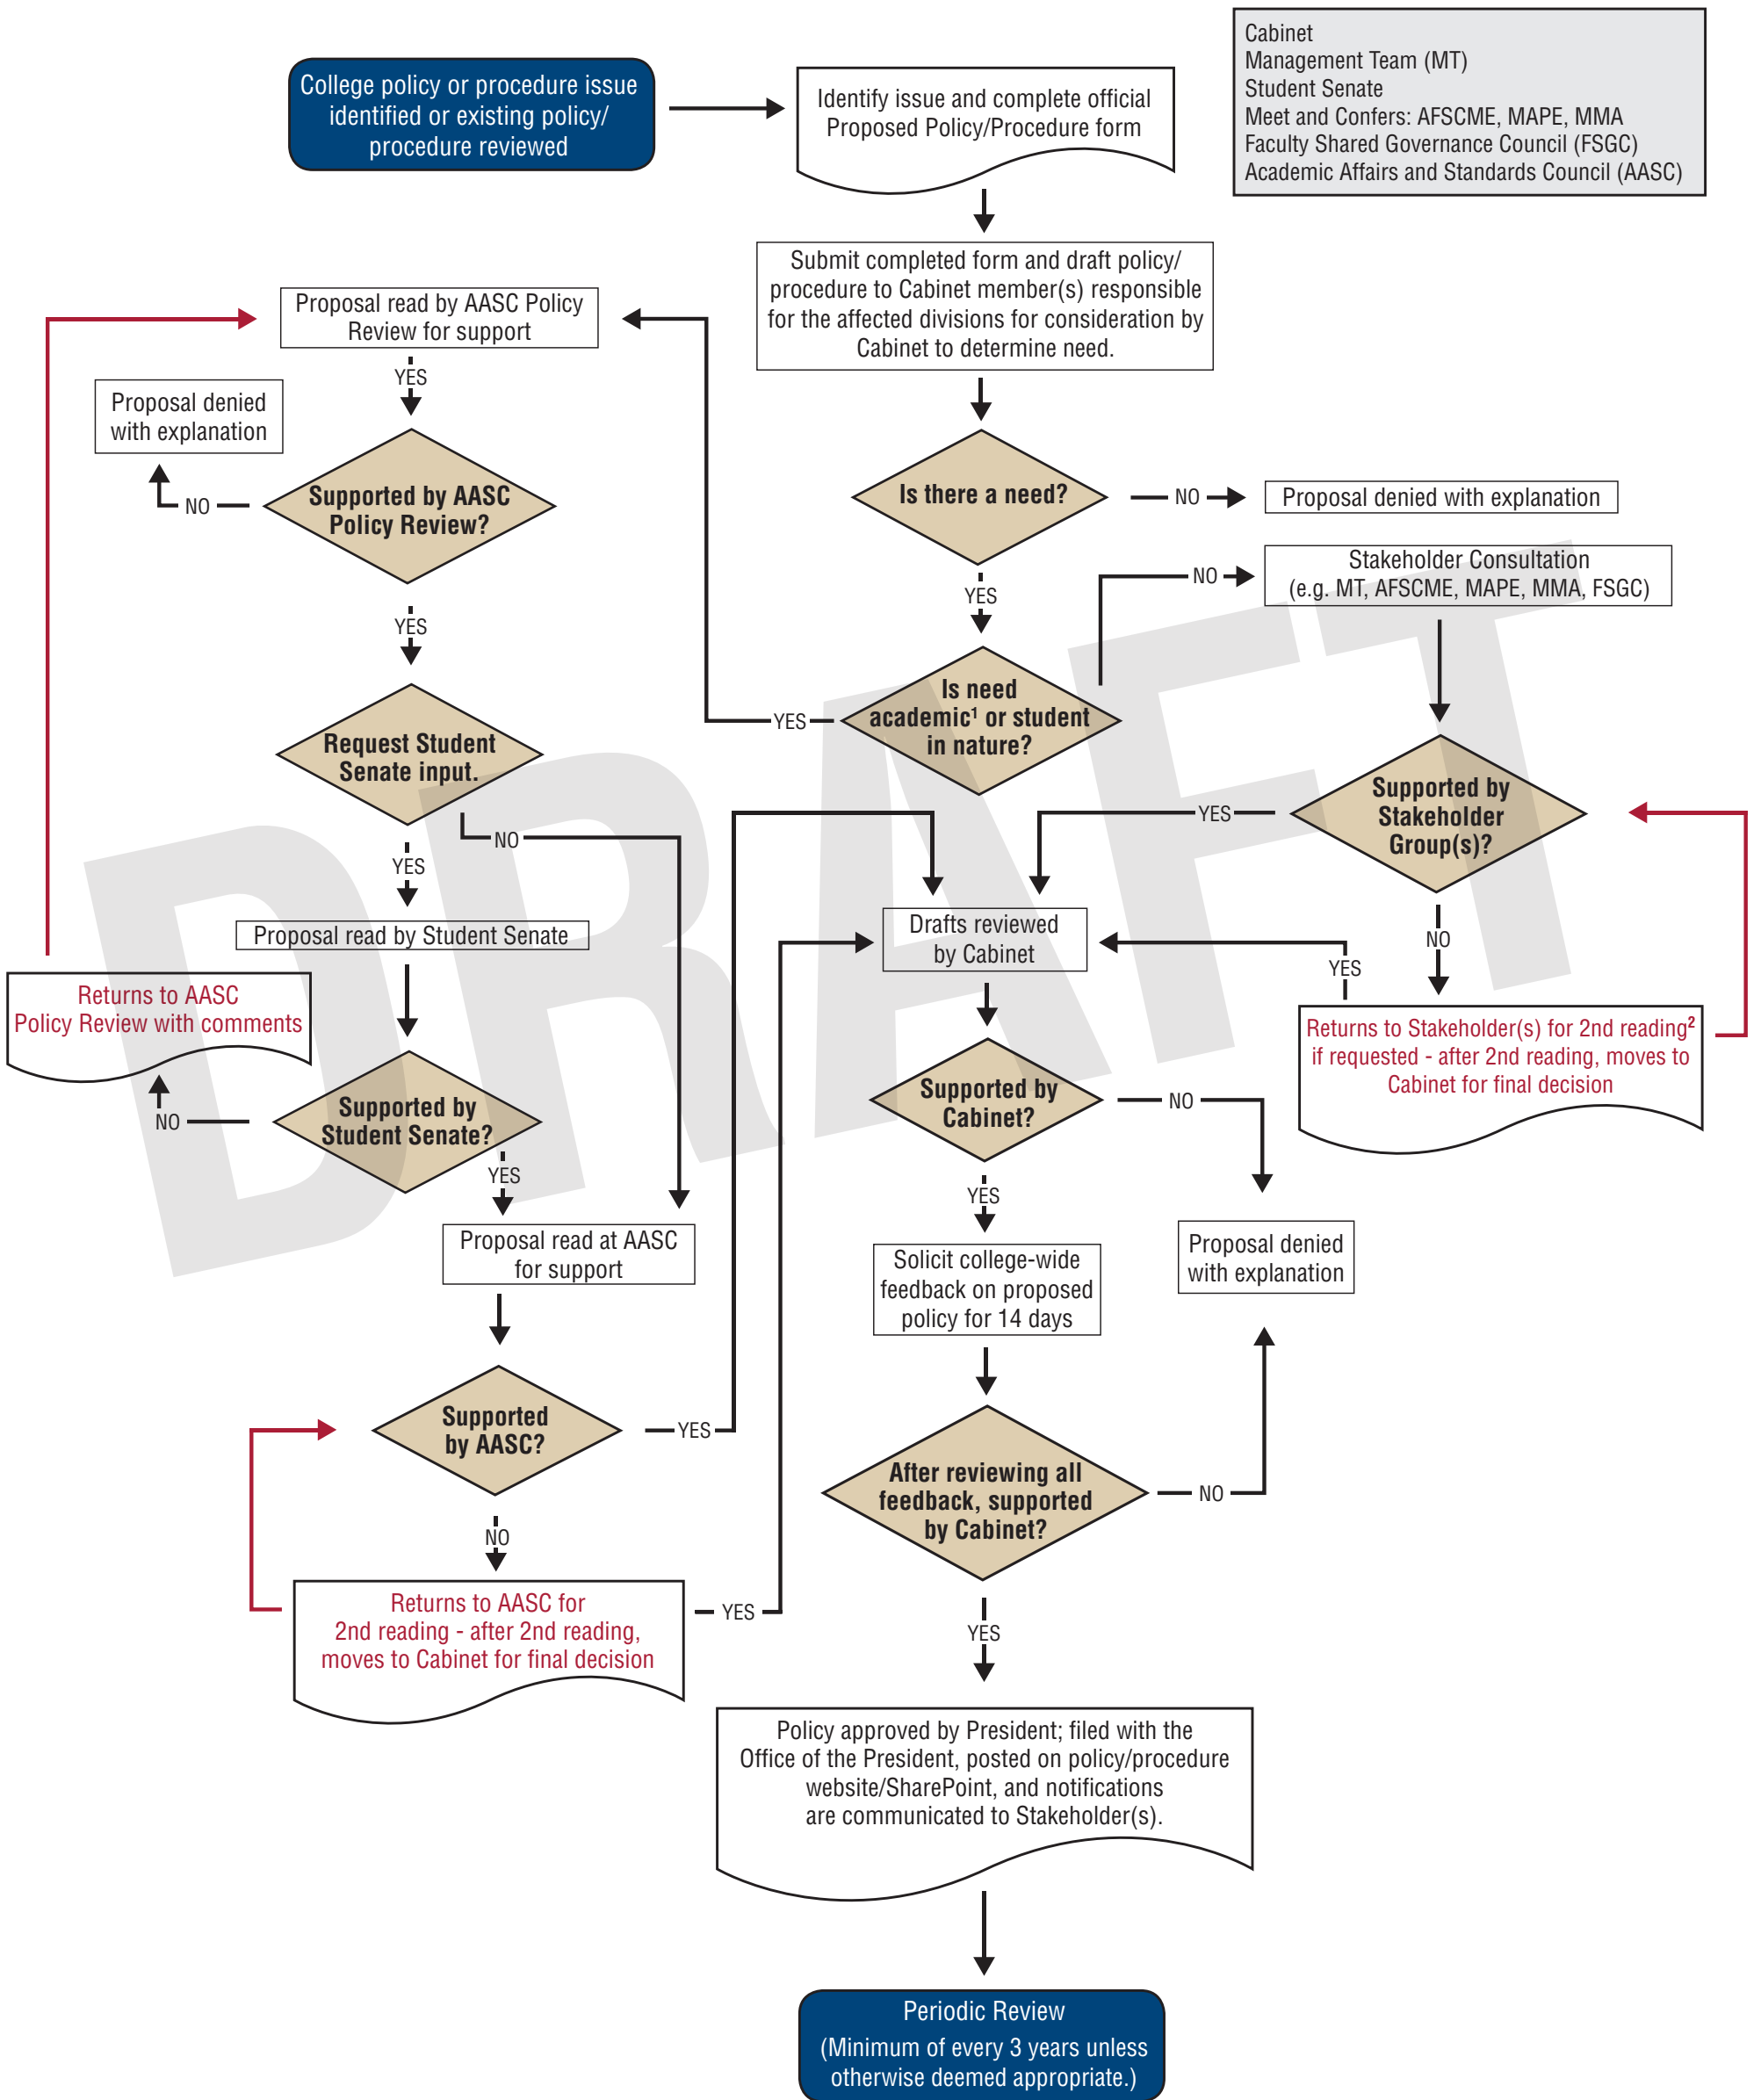 College policy or procedure issue
identified or existing policy/
procedure reviewed
Identify issue and complete official
Proposed Policy/Procedure form
Cabinet
Management Team (MT)
Student Senate
Meet and Confers: AFSCME, MAPE, MMA
Faculty Shared Governance Council (FSGC)
Academic Affairs and Standards Council (AASC)
Submit completed form and draft policy/
procedure to Cabinet member(s) responsible
for the affected divisions for consideration by
Cabinet to determine need.
Proposal read by AASC Policy
Review for support
YES
Proposal denied
with explanation
NO
Supported by AASC
Policy Review?
Is there a need?
NO
Proposal denied with explanation
YES
NO
Stakeholder Consultation
(e.g. MT, AFSCME, MAPE, MMA, FSGC)
YES
Is need
academic¹ or student
in nature?
YES
Request Student
Senate input.
NO
YES
Supported by
Stakeholder
Group(s)?
YES
NO
YES
Proposal read by Student Senate
Drafts reviewed
by Cabinet
Returns to AASC
Policy Review with comments
Returns to Stakeholder(s) for 2nd reading²
if requested - after 2nd reading, moves to
Cabinet for final decision
NO
Supported by
Student Senate?
YES
Supported by
Cabinet?
NO
YES
Proposal read at AASC
for support
Solicit college-wide
feedback on proposed
policy for 14 days
Proposal denied
with explanation
Supported
by AASC?
YES
NO
After reviewing all
feedback, supported
by Cabinet?
NO
YES
Returns to AASC for
2nd reading - after 2nd reading,
moves to Cabinet for final decision
YES
Policy approved by President; filed with the
Office of the President, posted on policy/procedure
website/SharePoint, and notifications
are communicated to Stakeholder(s).
Periodic Review
(Minimum of every 3 years unless
otherwise deemed appropriate.)
DRAFT